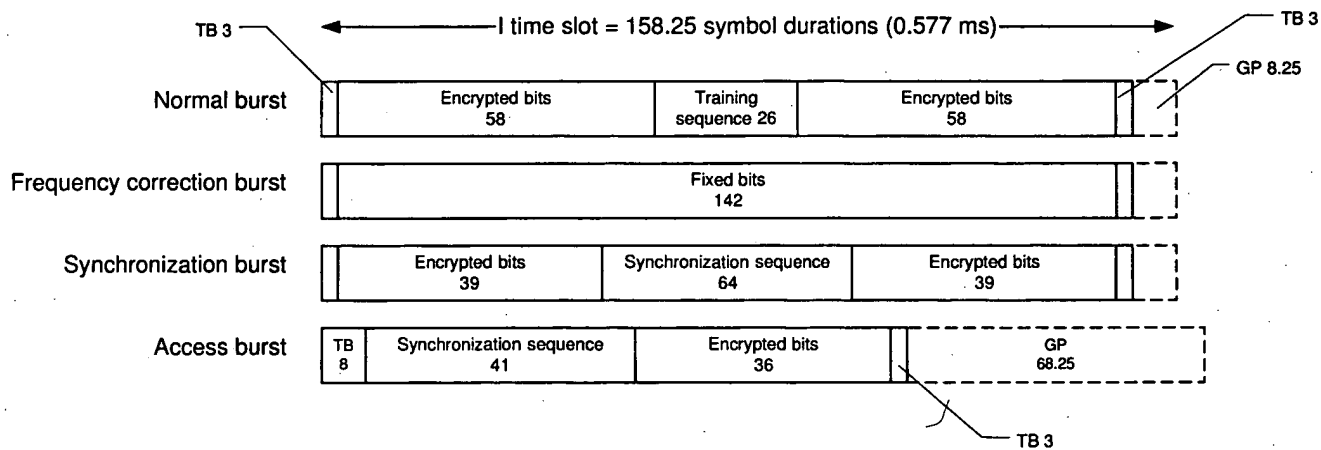 TB 3
I time slot = 158.25 symbol durations (0.577 ms)
TB 3
GP 8.25
Normal burst
Encrypted bits
58
Training
sequence 26
Encrypted bits
58
Frequency correction burst
Fixed bits
142
Synchronization burst
Encrypted bits
39
Synchronization sequence
64
Encrypted bits
39
Access burst
TB
8
Synchronization sequence
41
Encrypted bits
36
GP
68.25
TB 3